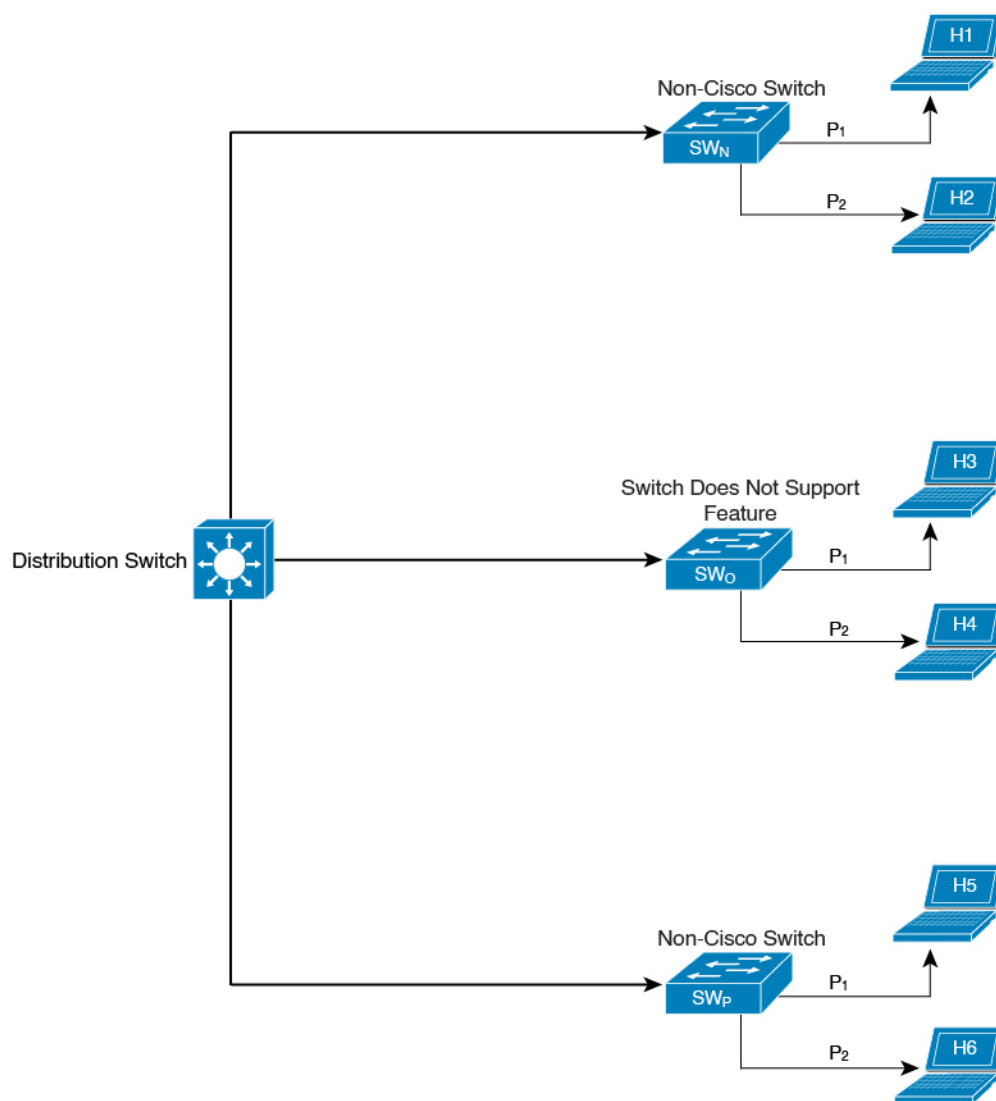 H1
Non-Cisco Switch
SWN
P1
H2
P2
H3
Switch Does Not Support
Feature
Distribution Switch
SWO
P1
H4
P2
H5
Non-Cisco Switch
SWP
P1
H6
P2